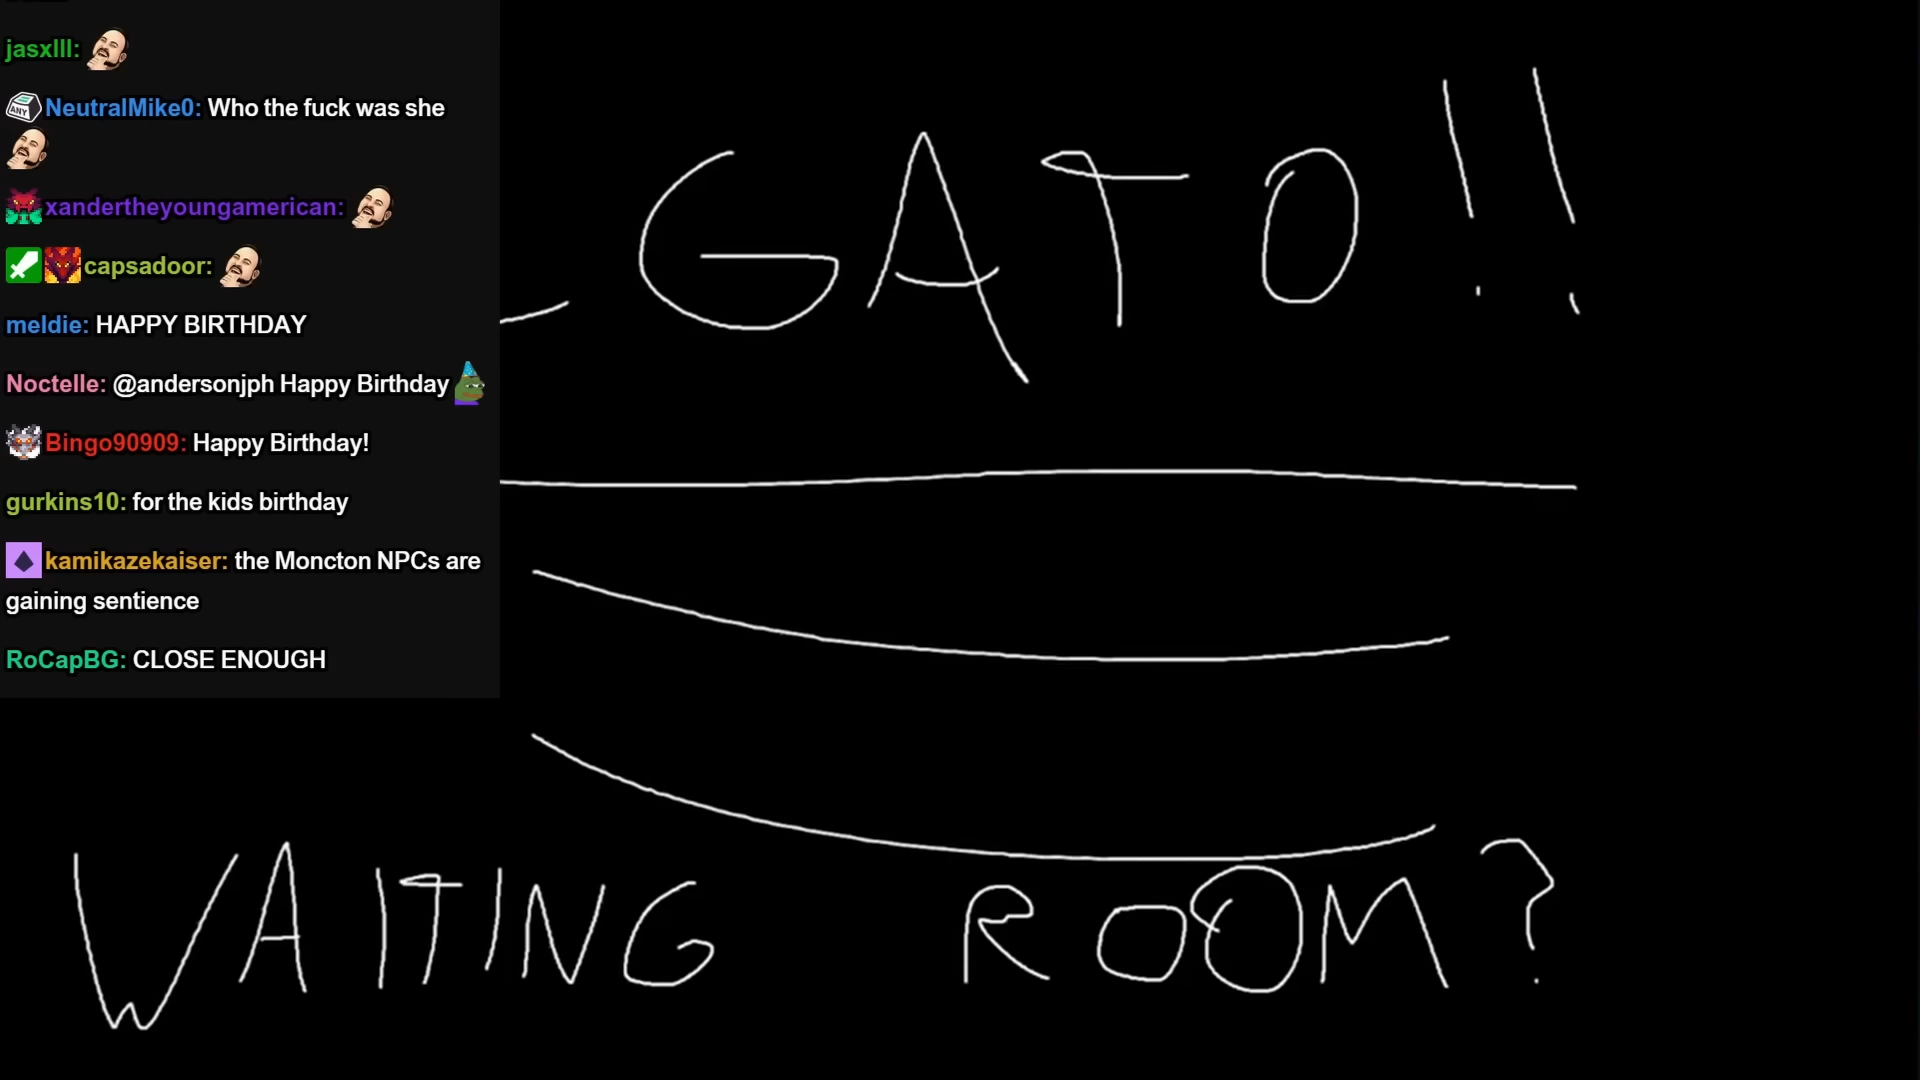 jasxlll:
NeutralMike0: Who the fuck was she
xandertheyoungamerican:
capsadoor:
meldie: HAPPY BIRTHDAY
Noctelle: @andersonjph Happy Birthday
Bingo90909: Happy Birthday!
gurkins10: for the kids birthday
kamikazekaiser: the Moncton NPCs are
gaining sentience
RoCapBG: CLOSE ENOUGH
GATO!!
WAITING ROOM?